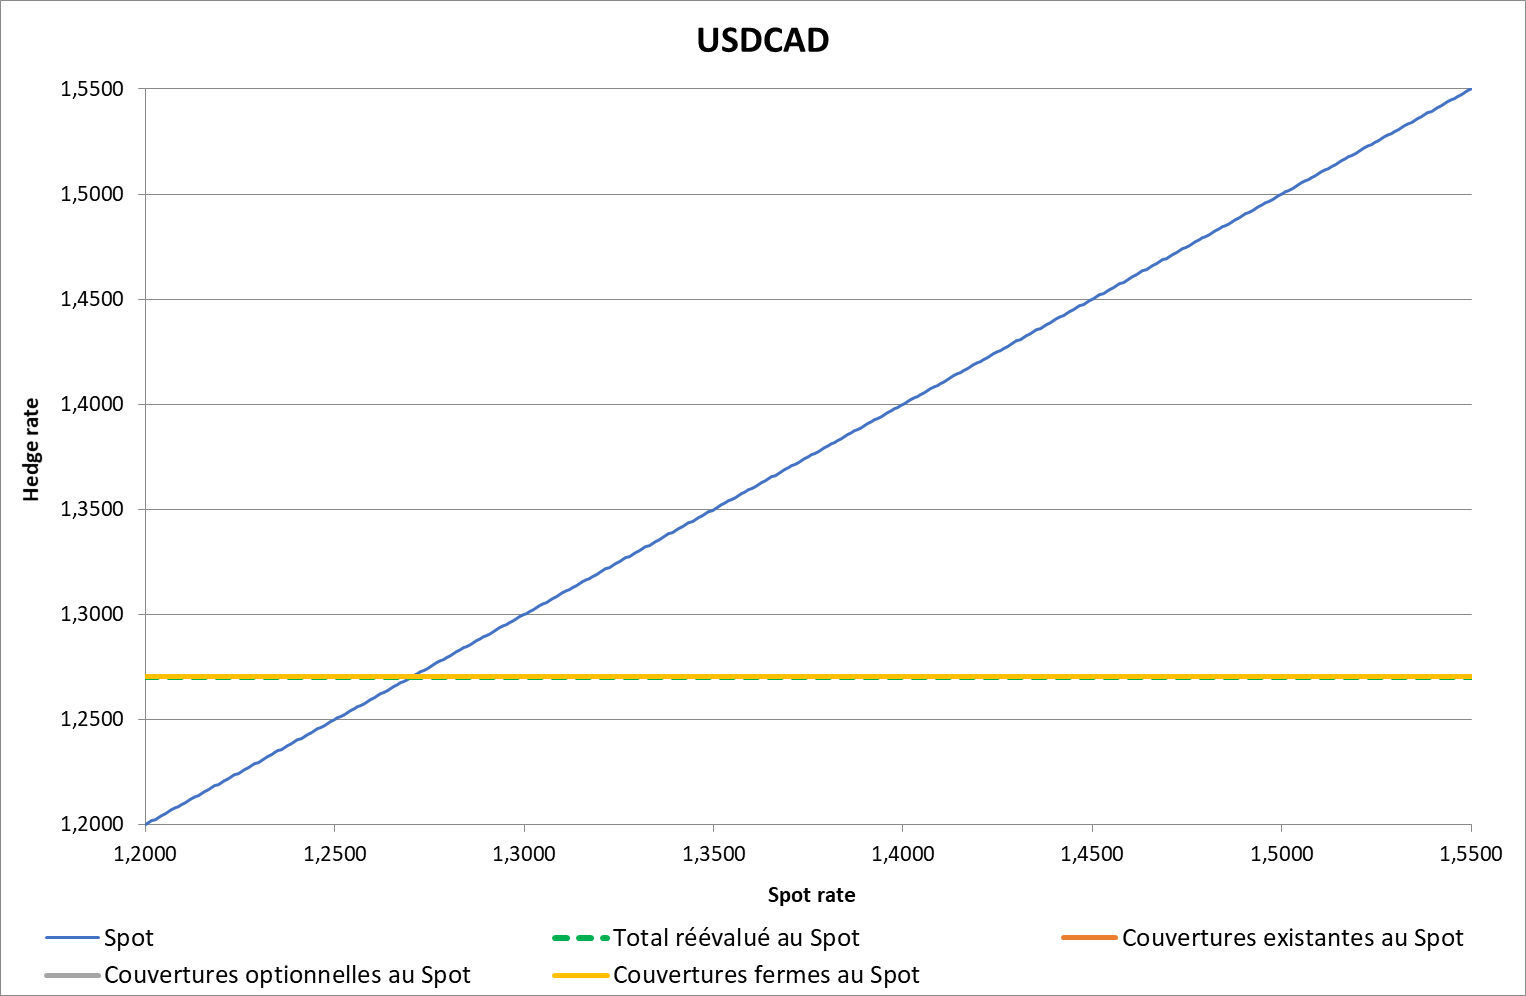 USDCAD
1,5500
1,5000
1,4500
1,4000
1,3500
1,3000
1,2500
1,2000
Hedge rate
1,2000 1,2500 1,3000 1,3500 1,4000 1,4500 1,5000 1,5500
Spot rate
Spot Total réévalué au Spot Couvertures existantes au Spot
Couvertures optionnelles au Spot Couvertures fermes au Spot